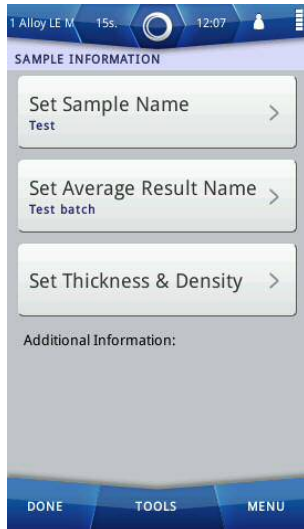 1 Alloy LE M 15s. 12:07
SAMPLE INFORMATION
Set Sample Name
Test
Set Average Result Name
Test batch
Set Thickness & Density
Additional Information:
DONE TOOLS MENU